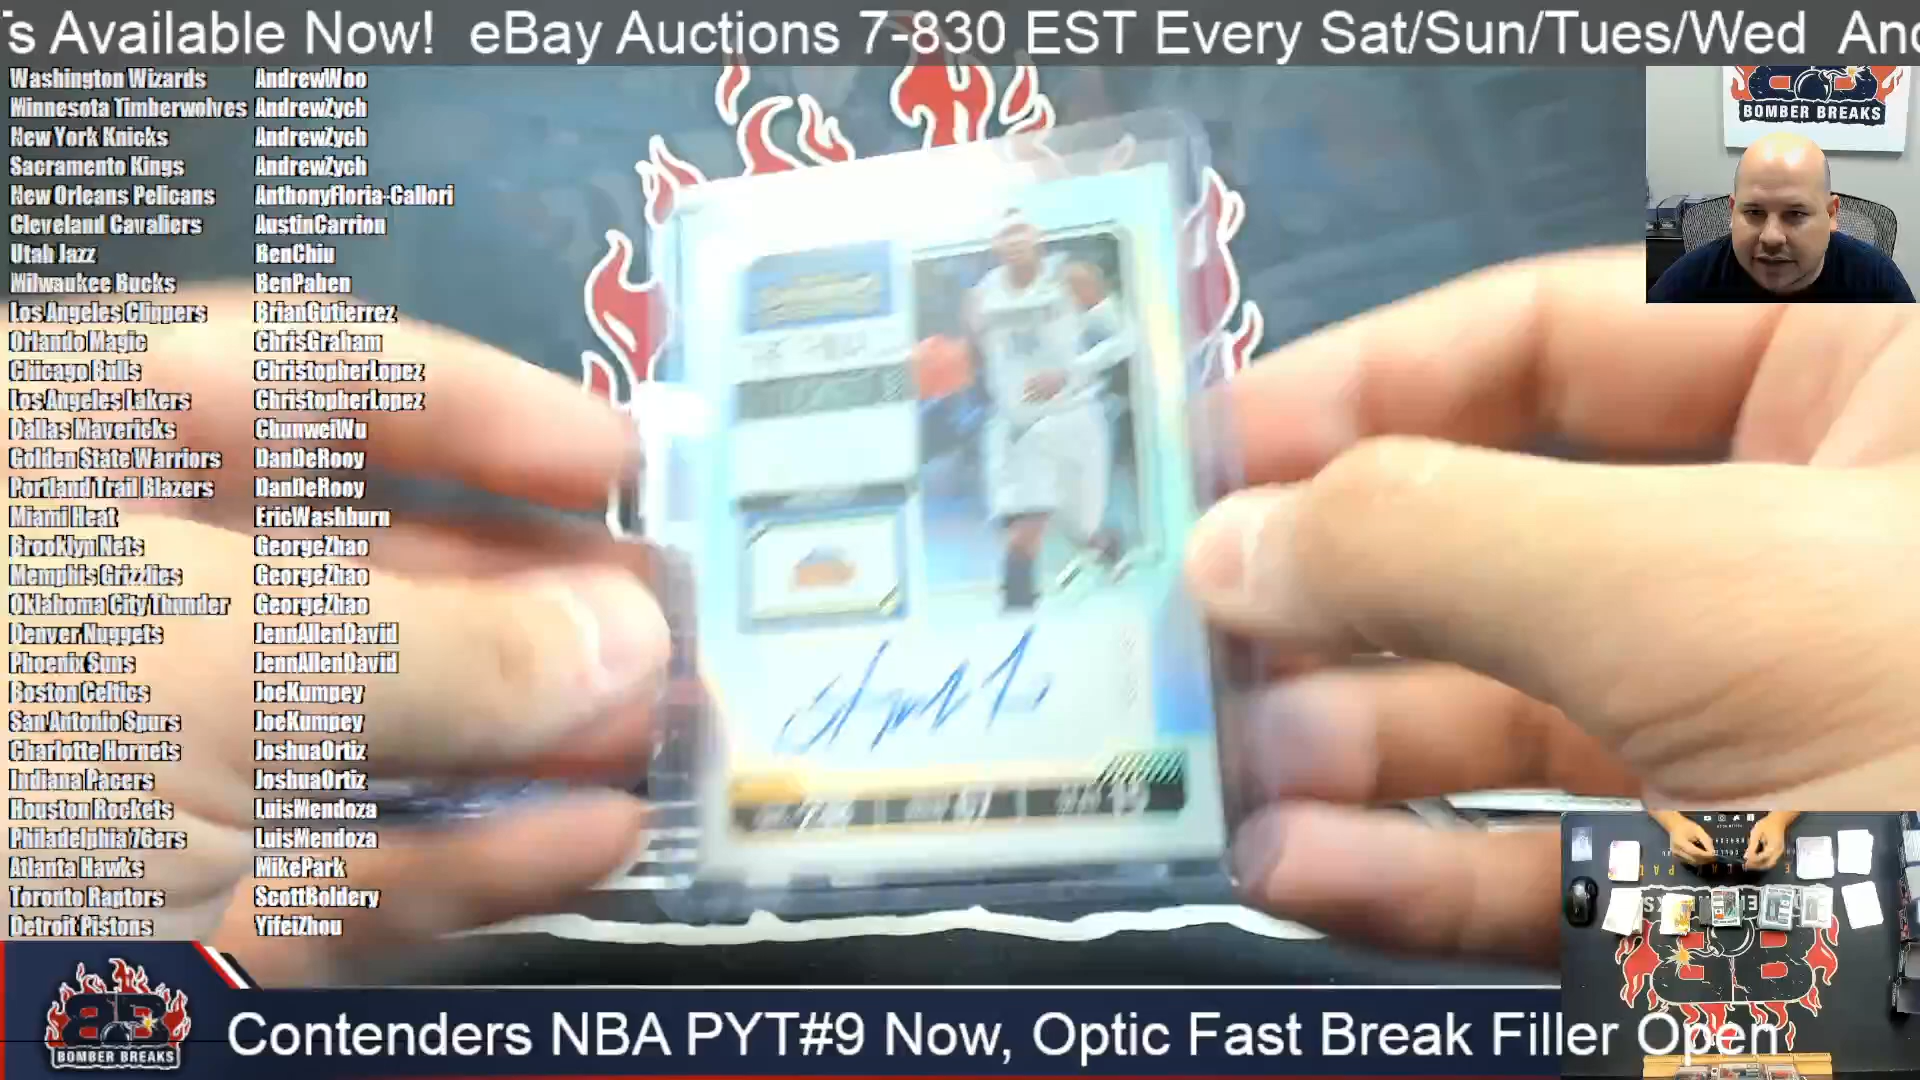 s Available Now!  eBay Auctions 7-830 EST Every Sat/Sun/Tues/Wed
Washington Wizards AndrewWoo
Minnesota Timberwolves AndrewZych
New York Knicks AndrewZych
Sacramento Kings AndrewZych
New Orleans Pelicans AnthonyFloria-Callori
Cleveland Cavaliers AustinCarrion
Utah Jazz BenChiu
Milwaukee Bucks BenPahen
Los Angeles Clippers BrianGutierrez
Orlando Magic ChrisGraham
Chicago Bulls ChristopherLopez
Los Angeles Lakers ChristopherLopez
Dallas Mavericks ChunweiWu
Golden State Warriors DanDeRooy
Portland Trail Blazers DanDeRooy
Miami Heat EricWashburn
Brooklyn Nets GeorgeZhao
Memphis Grizzlies GeorgeZhao
Oklahoma City Thunder GeorgeZhao
Denver Nuggets JennAllenDavid
Phoenix Suns JennAllenDavid
Boston Celtics JoeKumpey
San Antonio Spurs JoeKumpey
Charlotte Hornets JoshuaOrtiz
Indiana Pacers JoshuaOrtiz
Houston Rockets LuisMendoza
Philadelphia 76ers LuisMendoza
Atlanta Hawks MikePark
Toronto Raptors ScottBoldery
Detroit Pistons YifeiZhou
BOMBER BREAKS
BOMBER BREAKS
Contenders NBA PYT#9 Now, Optic Fast Break Filler Open